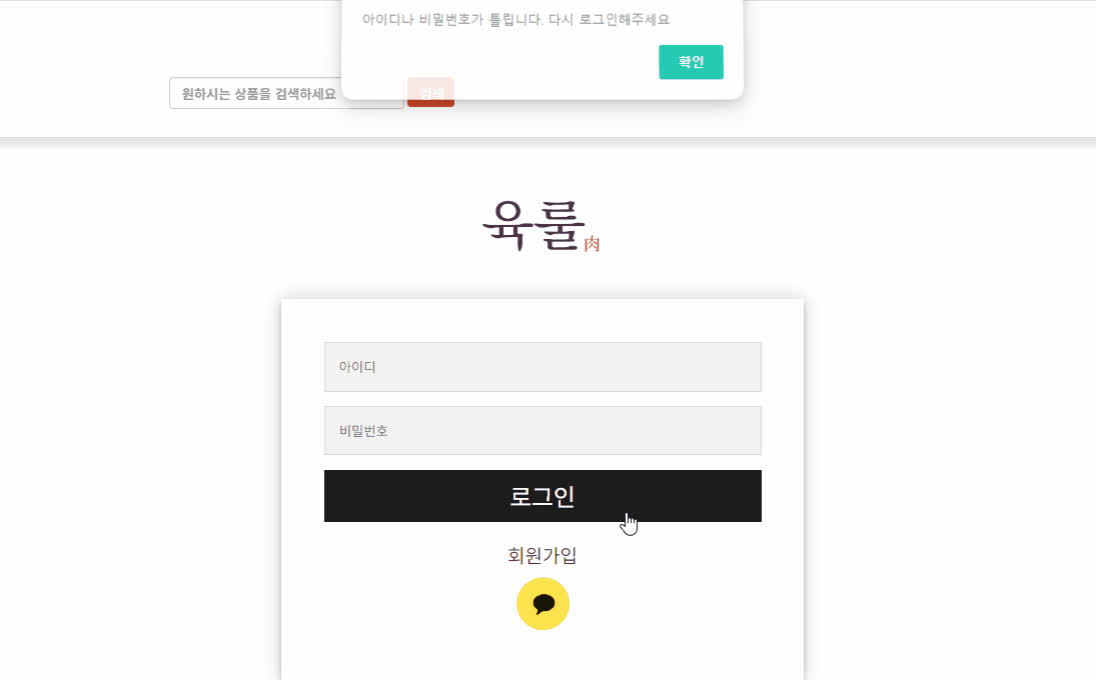 아이디나 비밀번호가 틀립니다. 다시 로그인해주세요
확인
원하시는 상품을 검색하세요
검색
육룰肉
아이디
비밀번호
로그인
회원가입